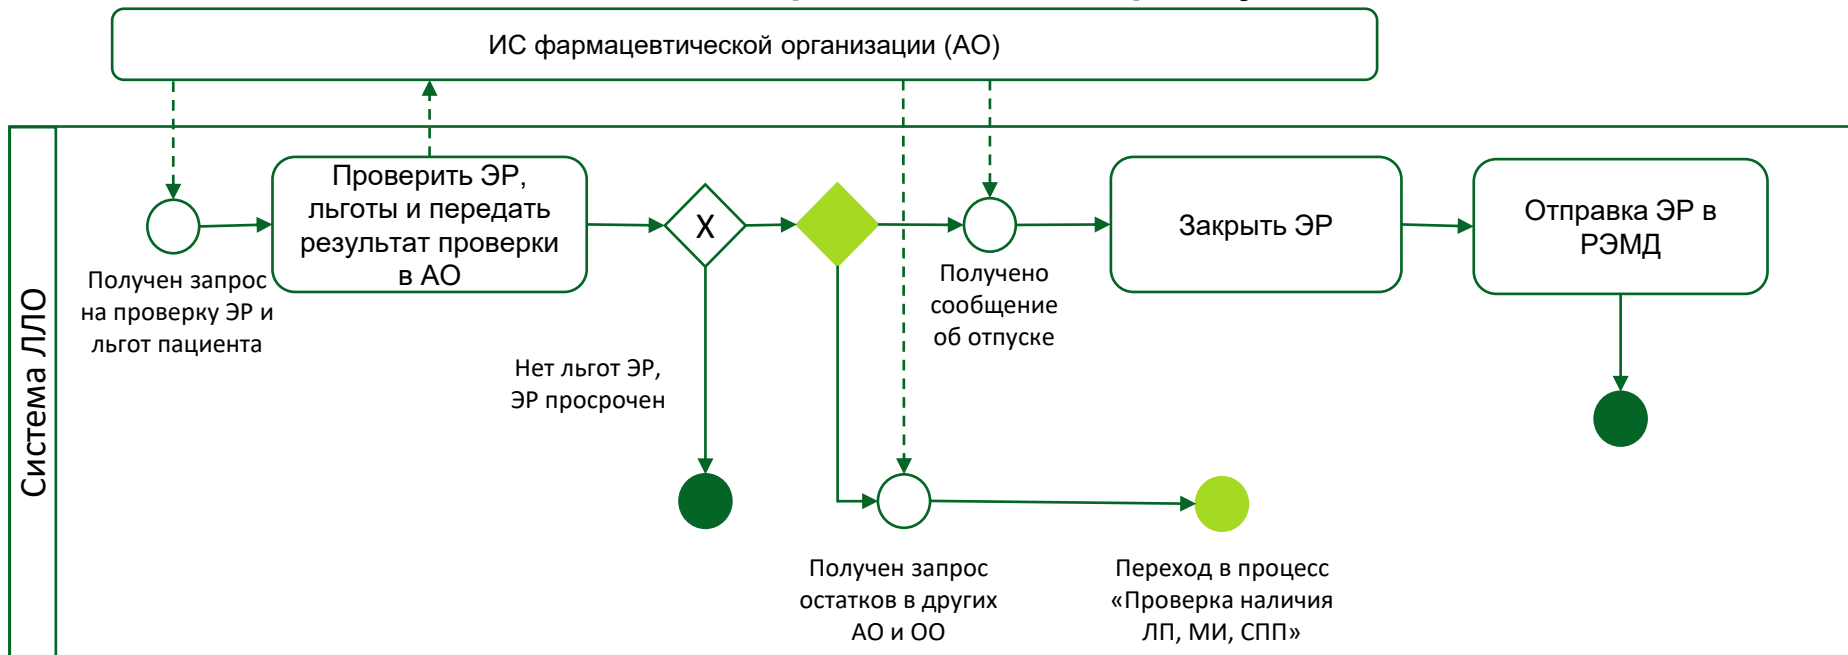 ИС фармацевтической организации (АО)
Система ЛЛО
Проверить ЭР,
льготы и передать
результат проверки
в АО
Получен запрос
на проверку ЭР и
льгот пациента
X
Нет льгот ЭР,
ЭР просрочен
Получено
сообщение
об отпуске
Закрыть ЭР
Отправка ЭР в
РЭМД
Получен запрос
остатков в других
АО и ОО
Переход в процесс
«Проверка наличия
ЛП, МИ, СПП»